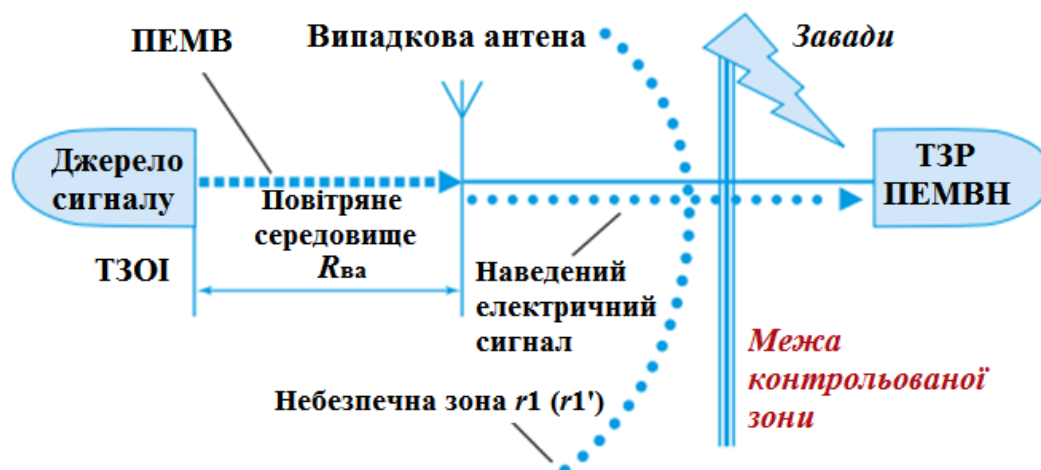 ПЕМВ
Випадкова антена
Завади
Джерело
сигналу
ТЗР
ПЕМВН
Повітряне
середовище
Rва
ТЗОІ
Наведений
електричний
сигнал
Межа
контрольованої
зони
Небезпечна зона r1 (r1')